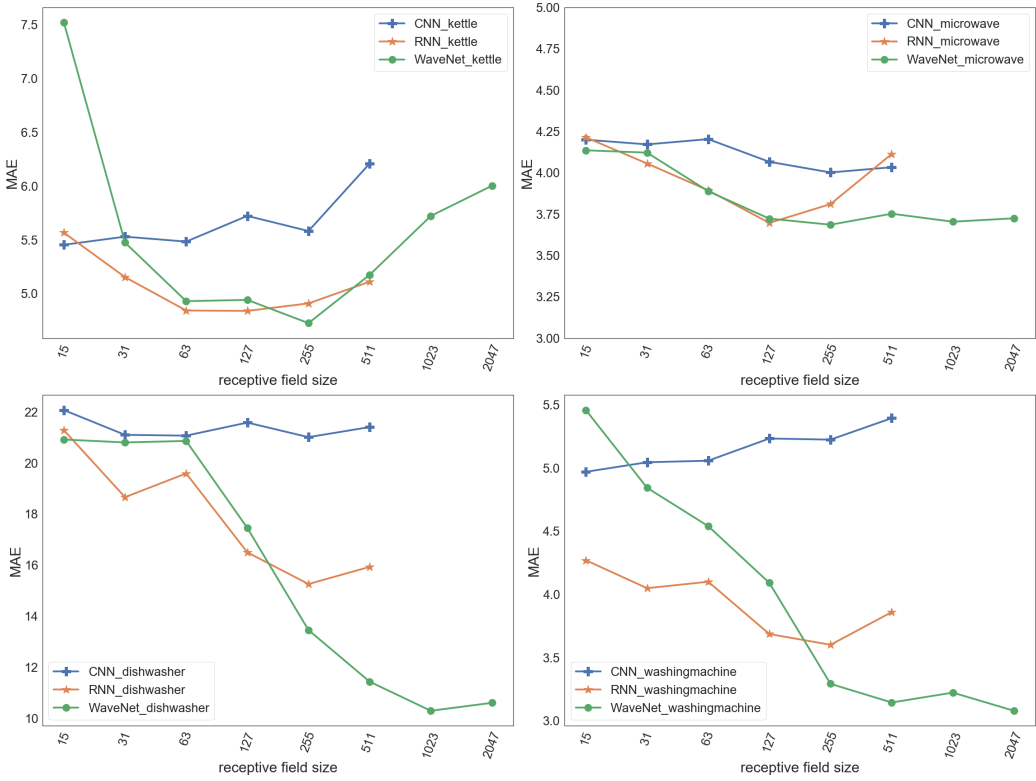 7.5
7.0
6.5
6.0
5.5
5.0
MAE
CNN_kettle
RNN_kettle
WaveNet_kettle
15 31 63 127 255 511 1023 2047
receptive field size
5.00
4.75
4.50
4.25
4.00
3.75
3.50
3.25
3.00
MAE
CNN_microwave
RNN_microwave
WaveNet_microwave
15 31 63 127 255 511 1023 2047
receptive field size
22
20
18
16
14
12
10
MAE
CNN_dishwasher
RNN_dishwasher
WaveNet_dishwasher
15 31 63 127 255 511 1023 2047
receptive field size
5.5
5.0
4.5
4.0
3.5
3.0
MAE
CNN_washingmachine
RNN_washingmachine
WaveNet_washingmachine
15 31 63 127 255 511 1023 2047
receptive field size